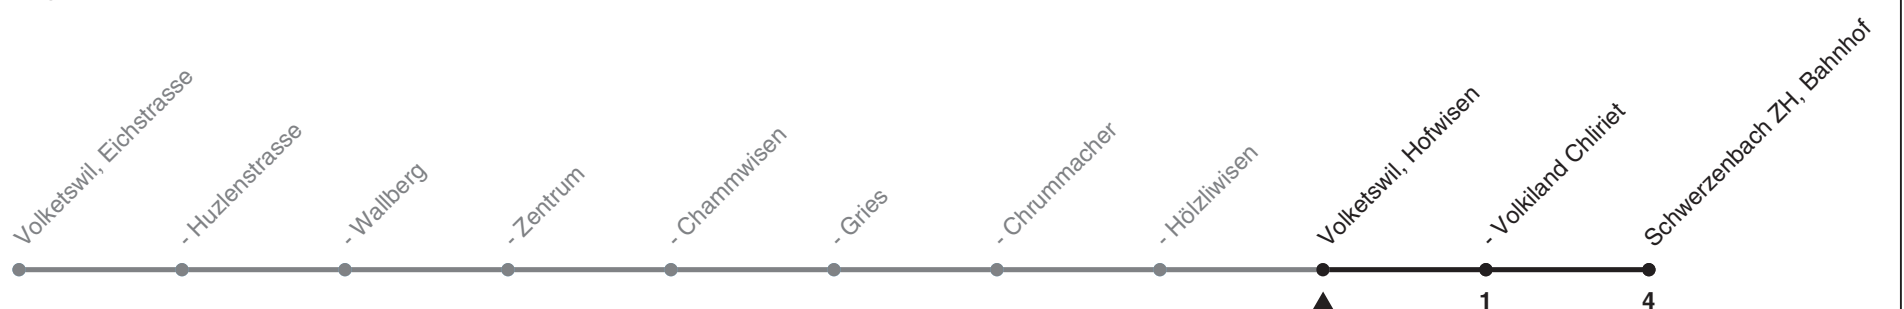 Volketswil, Eichstrasse
- Huzlenstrasse
- Wallberg
- Zentrum
- Chammwisen
- Gries
- Chrummacher
- Hölzliwisen
Volketswil, Hofwisen
- Volkiland Chliriet
Schwerzenbach ZH, Bahnhof
1
4